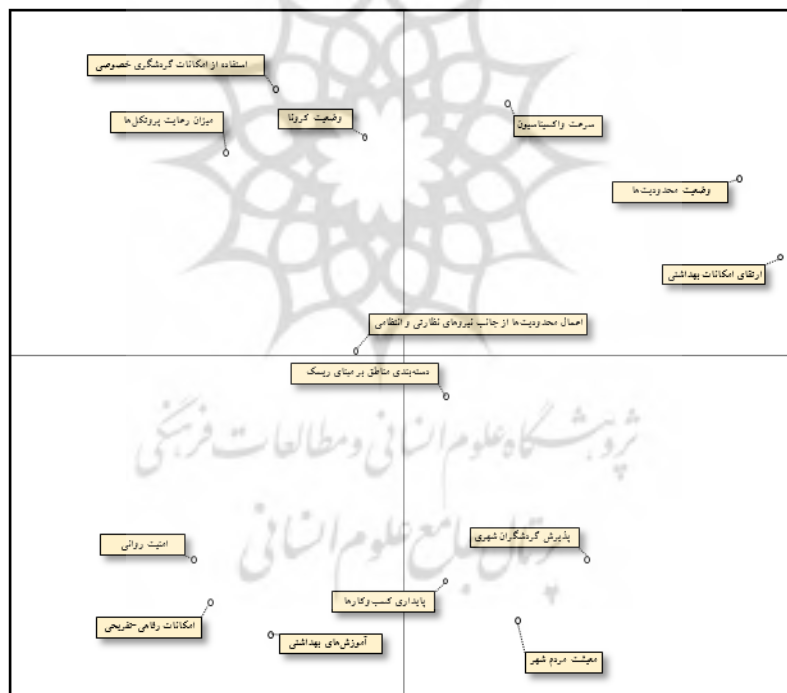 استفاده از امکانات گردشگری خصوصی
میزان رعایت پروتکل‌ها
وضعیت کرونا
سرعت واکسیناسیون
وضعیت محدودیت‌ها
ارتقای امکانات بهداشتی
اعمال محدودیت‌ها از جانب نیروهای نظارتی و انتظامی
دسته‌بندی مناطق بر مبنای ریسک
پژوهشگاه علوم انسانی و مطالعات فرهنگی
پرتال جامع علوم انسانی
امنیت روانی
پذیرش گردشگران شهری
پایداری کسب‌وکارها
امکانات رفاهی-تفریحی
آموزش‌های بهداشتی
معیشت مردم شهر